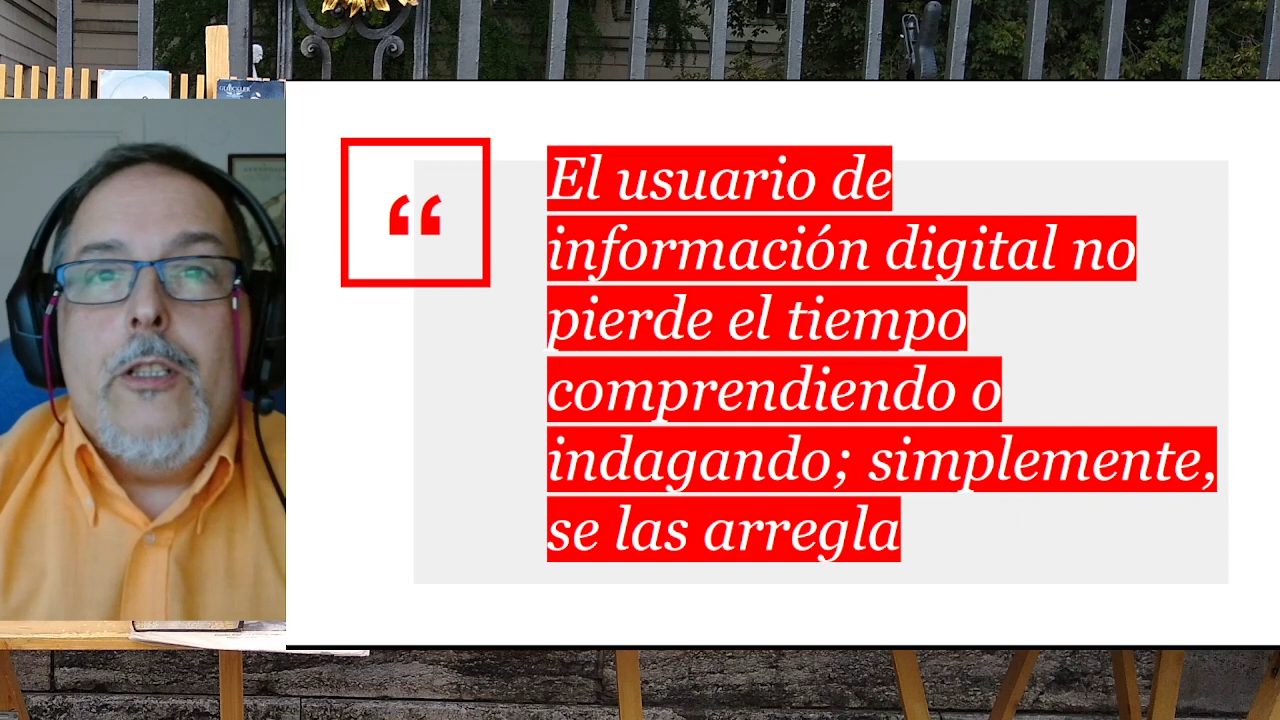 “
El usuario de
información digital no
pierde el tiempo
comprendiendo o
indagando; simplemente,
se las arregla